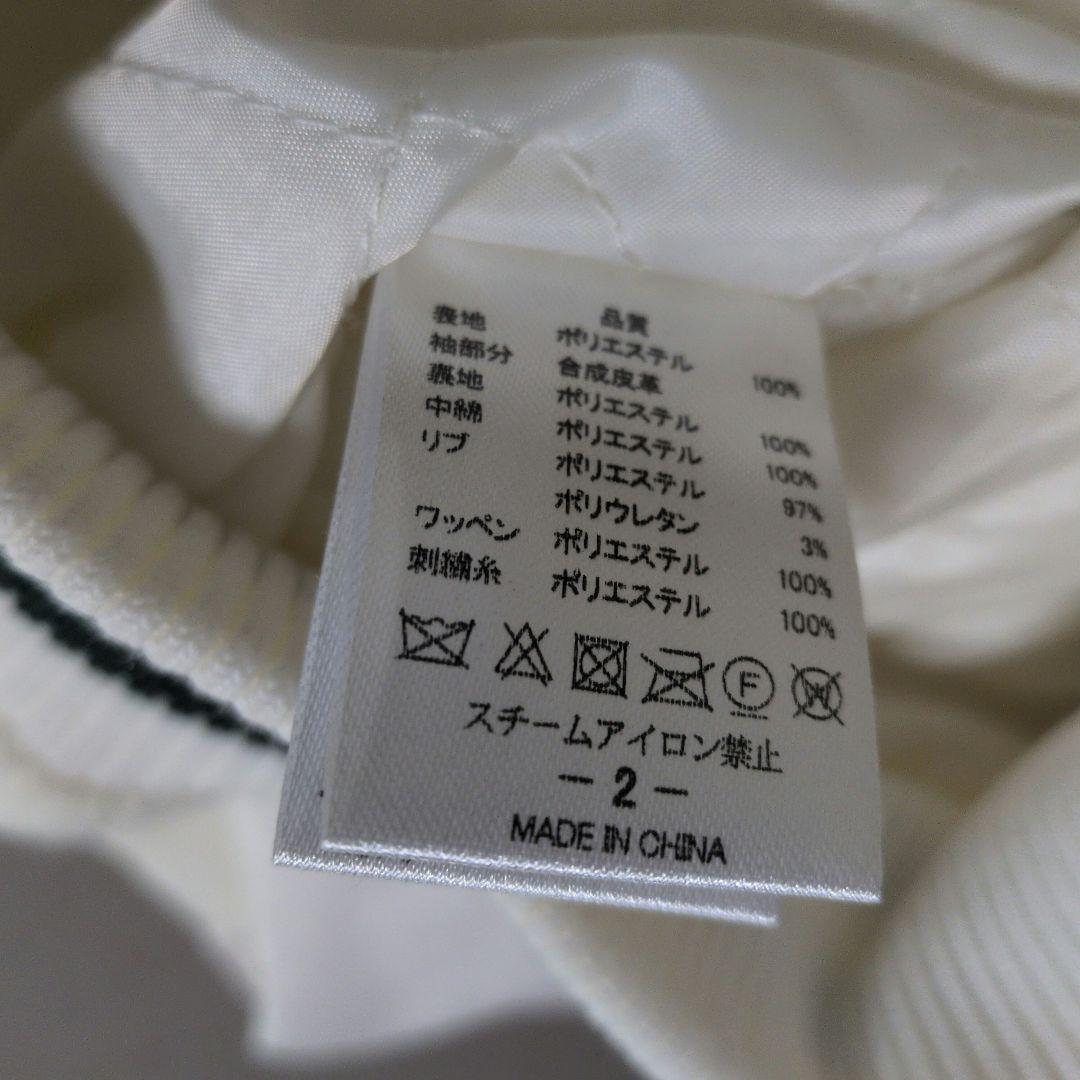 品質
表地 ポリエステル 100%
袖部分 合成皮革
裏地 ポリエステル 100%
中綿 ポリエステル 100%
リブ ポリエステル 97%
ポリウレタン 3%
ワッペン ポリエステル 100%
刺繍糸 ポリエステル 100%
F W
スチームアイロン禁止
- 2 -
MADE IN CHINA